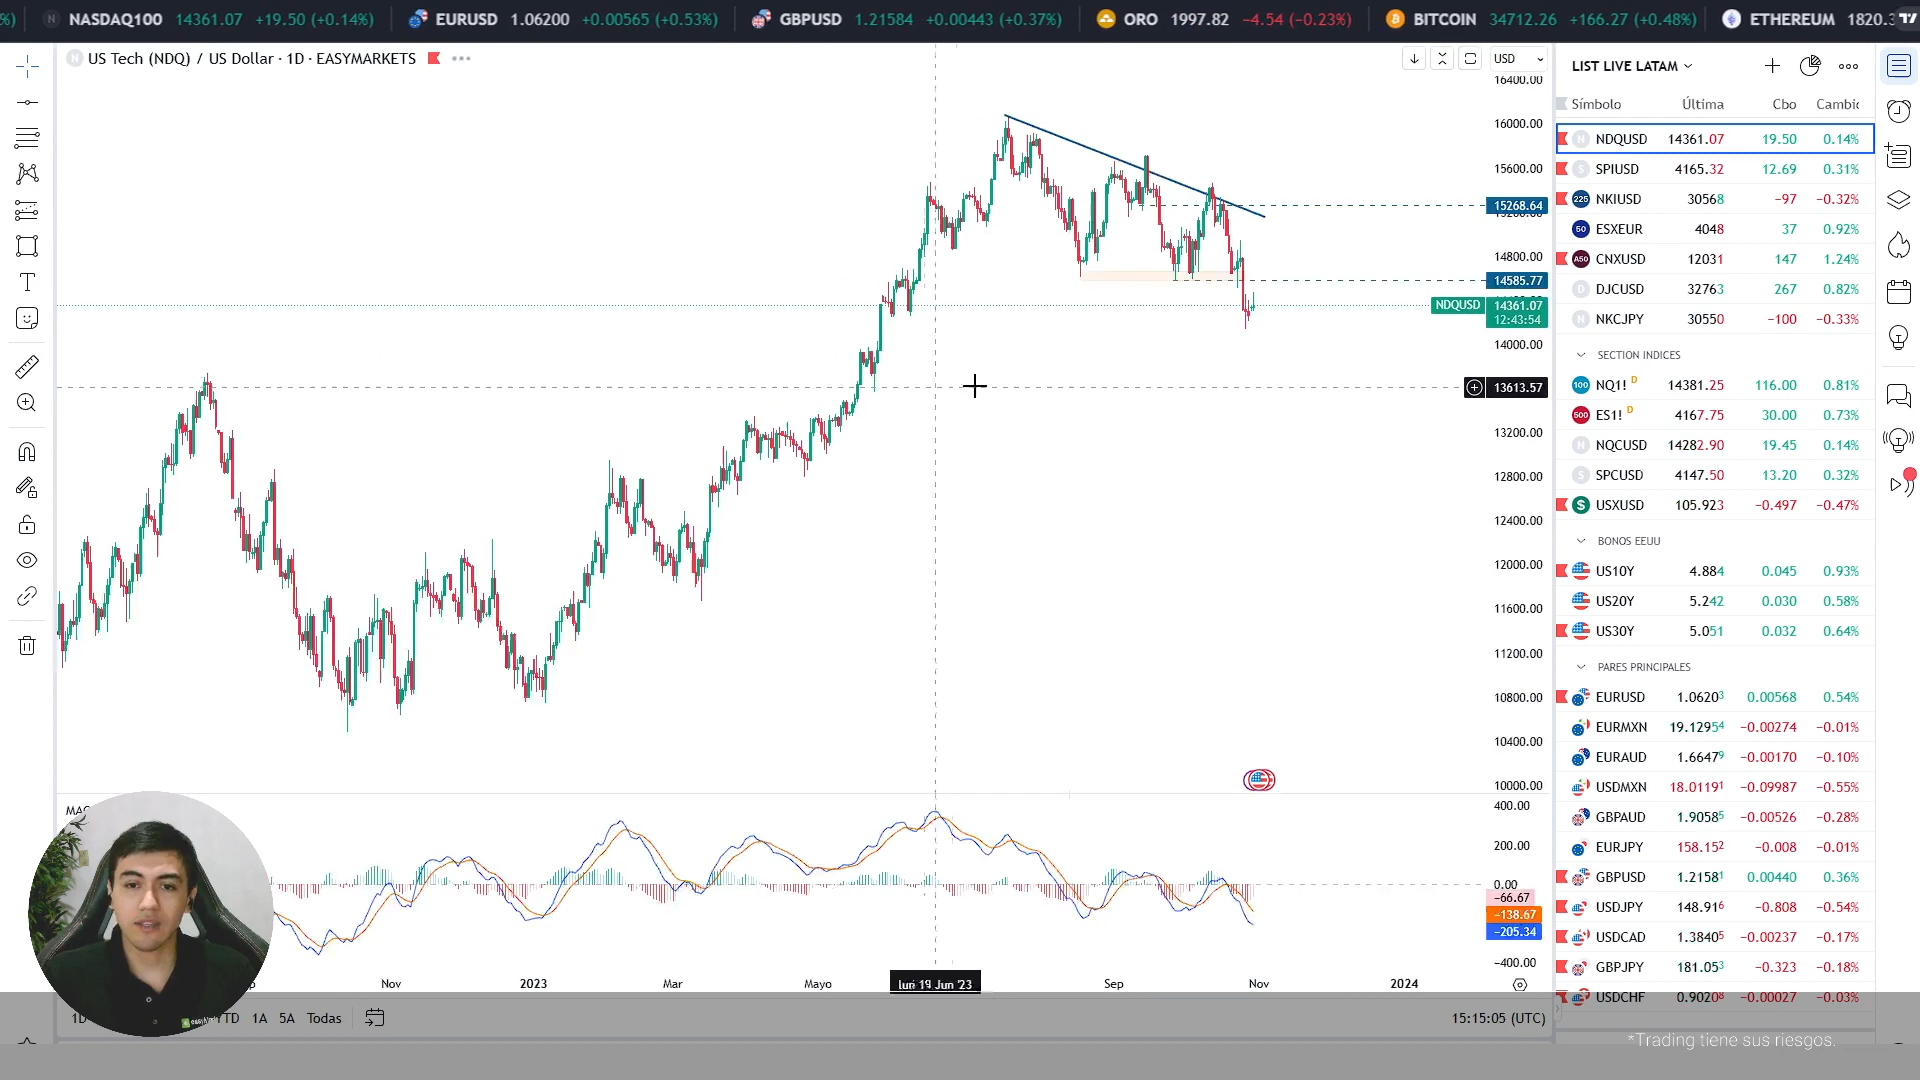 %) NASDAQ100 14361.07 +19.50 (+0.14%) EURUSD 1.06200 +0.00565 (+0.53%) GBPUSD 1.21584 +0.00443 (+0.37%) ORO 1997.82 −4.54 (−0.23%) BITCOIN 34712.26 +166.27 (+0.48%) ETHEREUM 1820.3
US Tech (NDQ) / US Dollar · 1D · EASYMARKETS
USD
16400.00
16000.00
15600.00
15268.64
14800.00
14585.77
NDQUSD 14361.07
12:43:54
14000.00
13613.57
13200.00
12800.00
12400.00
12000.00
11600.00
11200.00
10800.00
10400.00
10000.00
400.00
200.00
0.00
−66.67
−138.67
−205.34
−400.00
Nov 2023 Mar Mayo lun 19 Jun '23 Sep Nov 2024
YTD 1A 5A Todas
15:15:05 (UTC)
LIST LIVE LATAM
Símbolo Última Cbo Cambic
NDQUSD 14361.07 19.50 0.14%
SPIUSD 4165.32 12.69 0.31%
225 NKIUSD 30568 −97 −0.32%
50 ESXEUR 4048 37 0.92%
A50 CNXUSD 12031 147 1.24%
DJCUSD 32763 267 0.82%
NKCJPY 30550 −100 −0.33%
SECTION INDICES
100 NQ1! D 14381.25 116.00 0.81%
500 ES1! D 4167.75 30.00 0.73%
NQCUSD 14282.90 19.45 0.14%
SPCUSD 4147.50 13.20 0.32%
USXUSD 105.923 −0.497 −0.47%
BONOS EEUU
US10Y 4.884 0.045 0.93%
US20Y 5.242 0.030 0.58%
US30Y 5.051 0.032 0.64%
PARES PRINCIPALES
EURUSD 1.06203 0.00568 0.54%
EURMXN 19.12954 −0.00274 −0.01%
EURAUD 1.66479 −0.00170 −0.10%
USDMXN 18.01191 −0.09987 −0.55%
GBPAUD 1.90585 −0.00526 −0.28%
EURJPY 158.152 −0.008 −0.01%
GBPUSD 1.21581 0.00440 0.36%
USDJPY 148.916 −0.808 −0.54%
USDCAD 1.38405 −0.00237 −0.17%
GBPJPY 181.053 −0.323 −0.18%
USDCHF 0.90208 −0.00027 −0.03%
*Trading tiene sus riesgos.